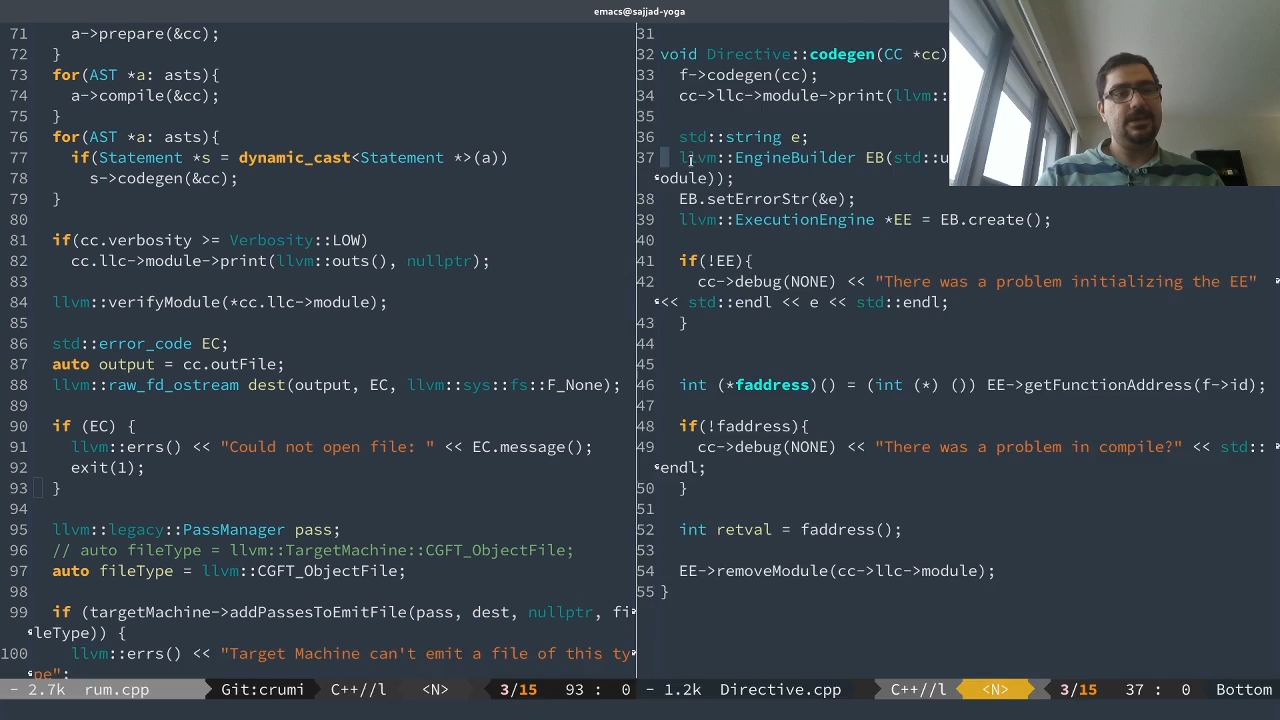 emacs@sajjad-yoga
71 a->prepare(&cc);
72 }
73 for(AST *a: asts){
74 a->compile(&cc);
75 }
76 for(AST *a: asts){
77 if(Statement *s = dynamic_cast<Statement *>(a))
78 s->codegen(&cc);
79 }
80
81 if(cc.verbosity >= Verbosity::LOW)
82 cc.llc->module->print(llvm::outs(), nullptr);
83
84 llvm::verifyModule(*cc.llc->module);
85
86 std::error_code EC;
87 auto output = cc.outFile;
88 llvm::raw_fd_ostream dest(output, EC, llvm::sys::fs::F_None);
89
90 if (EC) {
91 llvm::errs() << "Could not open file: " << EC.message();
92 exit(1);
93 }
94
95 llvm::legacy::PassManager pass;
96 // auto fileType = llvm::TargetMachine::CGFT_ObjectFile;
97 auto fileType = llvm::CGFT_ObjectFile;
98
99 if (targetMachine->addPassesToEmitFile(pass, dest, nullptr, fi
leType)) {
100 llvm::errs() << "Target Machine can't emit a file of this ty
pe";
- 2.7k rum.cpp Git:crumi C++//l <N> 3/15 93 : 0
31
32 void Directive::codegen(CC *cc)
33 f->codegen(cc);
34 cc->llc->module->print(llvm::
35
36 std::string e;
37 llvm::EngineBuilder EB(std::u
odule));
38 EB.setErrorStr(&e);
39 llvm::ExecutionEngine *EE = EB.create();
40
41 if(!EE){
42 cc->debug(NONE) << "There was a problem initializing the EE"
<< std::endl << e << std::endl;
43 }
44
45
46 int (*faddress)() = (int (*) ()) EE->getFunctionAddress(f->id);
47
48 if(!faddress){
49 cc->debug(NONE) << "There was a problem in compile?" << std::
endl;
50 }
51
52 int retval = faddress();
53
54 EE->removeModule(cc->llc->module);
55 }
- 1.2k Directive.cpp C++//l <N> 3/15 37 : 0 Bottom